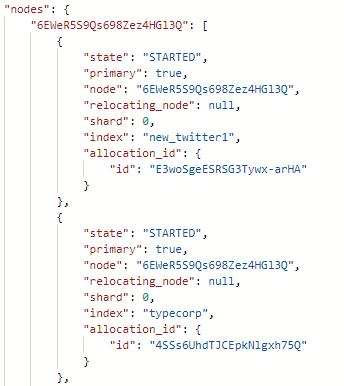 "nodes": {
"6EWeR5S9Qs698Zez4HGl3Q": [
{
"state": "STARTED",
"primary": true,
"node": "6EWeR5S9Qs698Zez4HGl3Q",
"relocating_node": null,
"shard": 0,
"index": "new_twitter1",
"allocation_id": {
"id": "E3woSgeESRSG3Tywx-arHA"
}
},
{
"state": "STARTED",
"primary": true,
"node": "6EWeR5S9Qs698Zez4HGl3Q",
"relocating_node": null,
"shard": 0,
"index": "typecorp",
"allocation_id": {
"id": "4SSs6UhdTJCEpkNlgxh75Q"
}
},